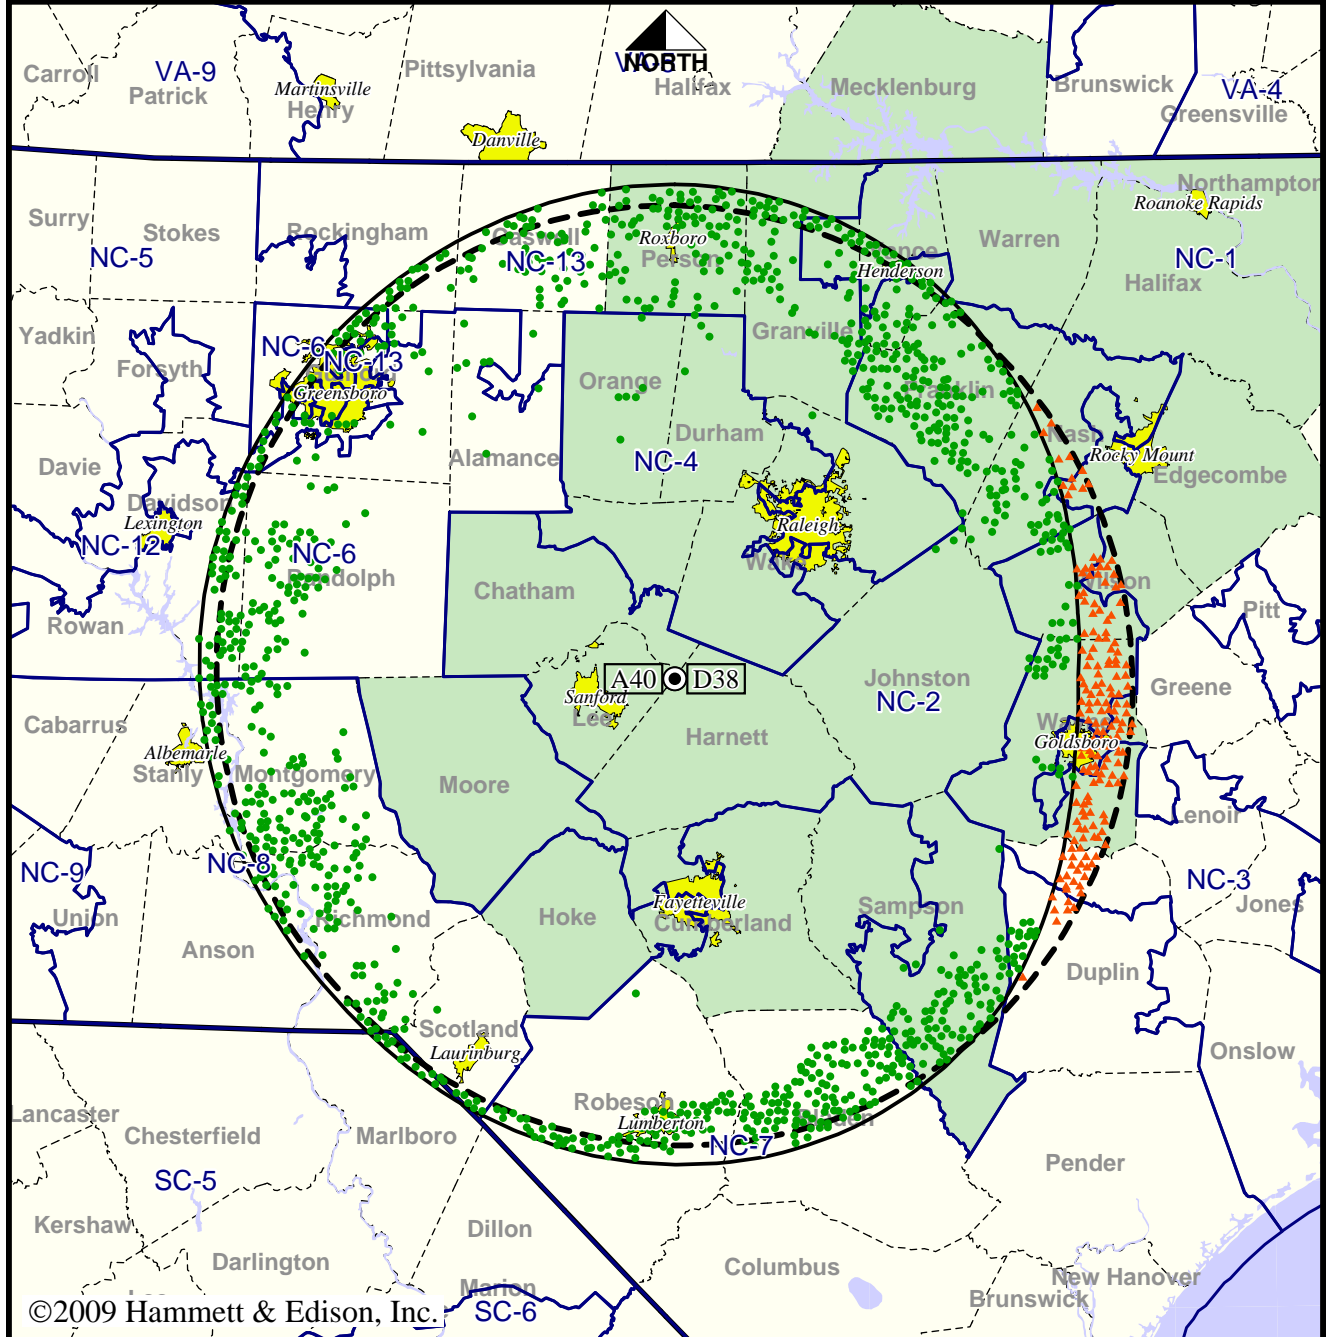 Carroll
VA-9
Patrick
Martinsville
Henry
Pittsylvania
Danville
NORTH
Halifax
Mecklenburg
Brunswick
VA-4
Greensville
Surry
Stokes
NC-5
Rockingham
Caswell
NC-13
Roxboro
Person
Vance
Henderson
Warren
Northampton
Roanoke Rapids
NC-1
Halifax
Yadkin
Forsyth
NC-6
NC-13
Greensboro
Granville
Orange
Franklin
Durham
NC-4
Alamance
Nash
Rocky Mount
Edgecombe
Davie
Davidson
Lexington
NC-12
NC-6
Randolph
Raleigh
Wake
Chatham
Wilson
Pitt
Rowan
A40
D38
Sanford
Lee
Johnston
NC-2
Greene
Cabarrus
Albemarle
Stanly
Montgomery
Moore
Harnett
Wayne
Goldsboro
Lenoir
NC-9
NC-8
Union
Richmond
Anson
Hoke
Fayetteville
Cumberland
Sampson
NC-3
Jones
Duplin
Scotland
Laurinburg
Onslow
Lancaster
Chesterfield
Marlboro
Robeson
Lumberton
Bladen
NC-7
Pender
SC-5
Kershaw
Dillon
Darlington
Columbus
Marion
SC-6
New Hanover
Brunswick
©2009 Hammett & Edison, Inc.